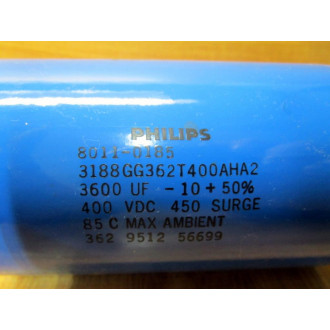 PHILIPS
8011-0185
3188GG362T400AHA2
3600 UF -10+50%
400 VDC 450 SURGE
85 C MAX AMBIENT
362 9512 56699